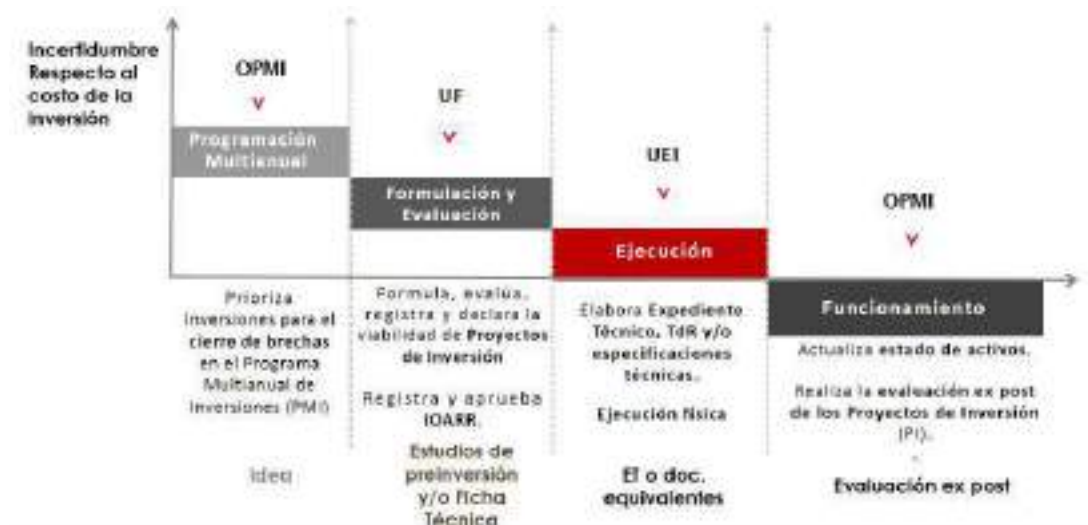 Incertidumbre
Respecto al
costo de la
inversión
OPMI
Programación
Multianual
Prioriza
inversiones para el
cierre de brechas
en el Programa
Multianual de
Inversiones (PMI)
Idea
UF
Formulación y
Evaluación
Formula, evalúa,
registra y declara la
viabilidad de Proyectos
de Inversión
Registra y aprueba
IOARR.
Estudios de
preinversión
y/o Ficha
Técnica
UEI
Ejecución
Elabora Expediente
Técnico, TdR y/o
especificaciones
técnicas.
Ejecución física
ET o doc.
equivalentes
OPMI
Funcionamiento
Actualiza estado de activos.
Realiza la evaluación ex post
de los Proyectos de Inversión
(PI).
Evaluación ex post